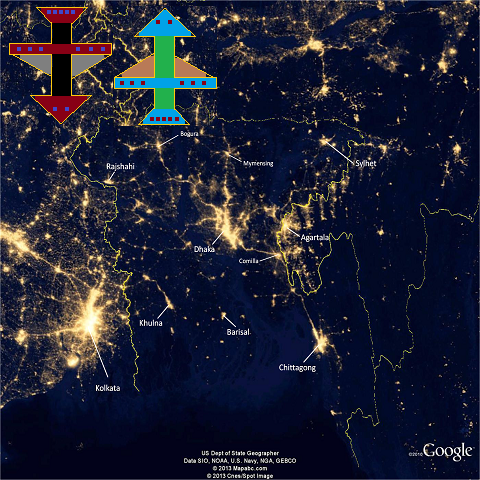 Bogura
Mymensing
Rajshahi
Sylhet
Dhaka
Agartala
Comilla
Khulna
Barisal
Chittagong
Kolkata
US Dept of State Geographer
Data SIO, NOAA, U.S. Navy, NGA, GEBCO
© 2013 Mapabc.com
© 2013 Cnes/Spot Image
©2010 Google